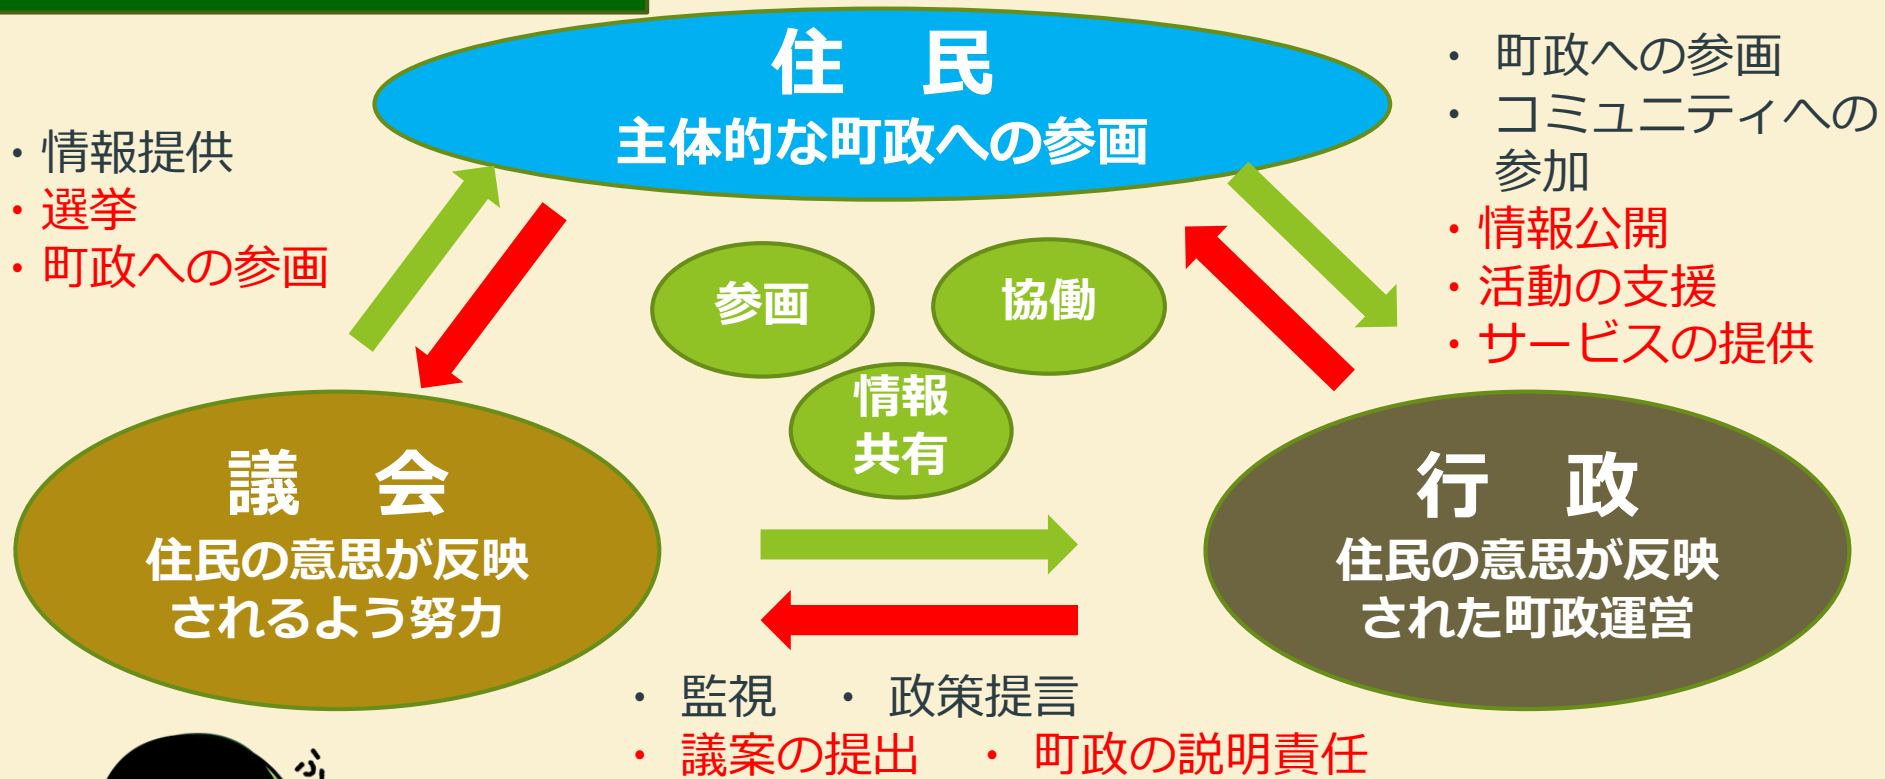 住　民
主体的な町政への参画
・情報提供
・選挙
・町政への参画
・ 町政への参画
・ コミュニティへの
参加
・情報公開
・活動の支援
・サービスの提供
参画
協働
情報
共有
議　会
住民の意思が反映
されるよう努力
行　政
住民の意思が反映
された町政運営
・ 監視　・ 政策提言
・ 議案の提出　・ 町政の説明責任